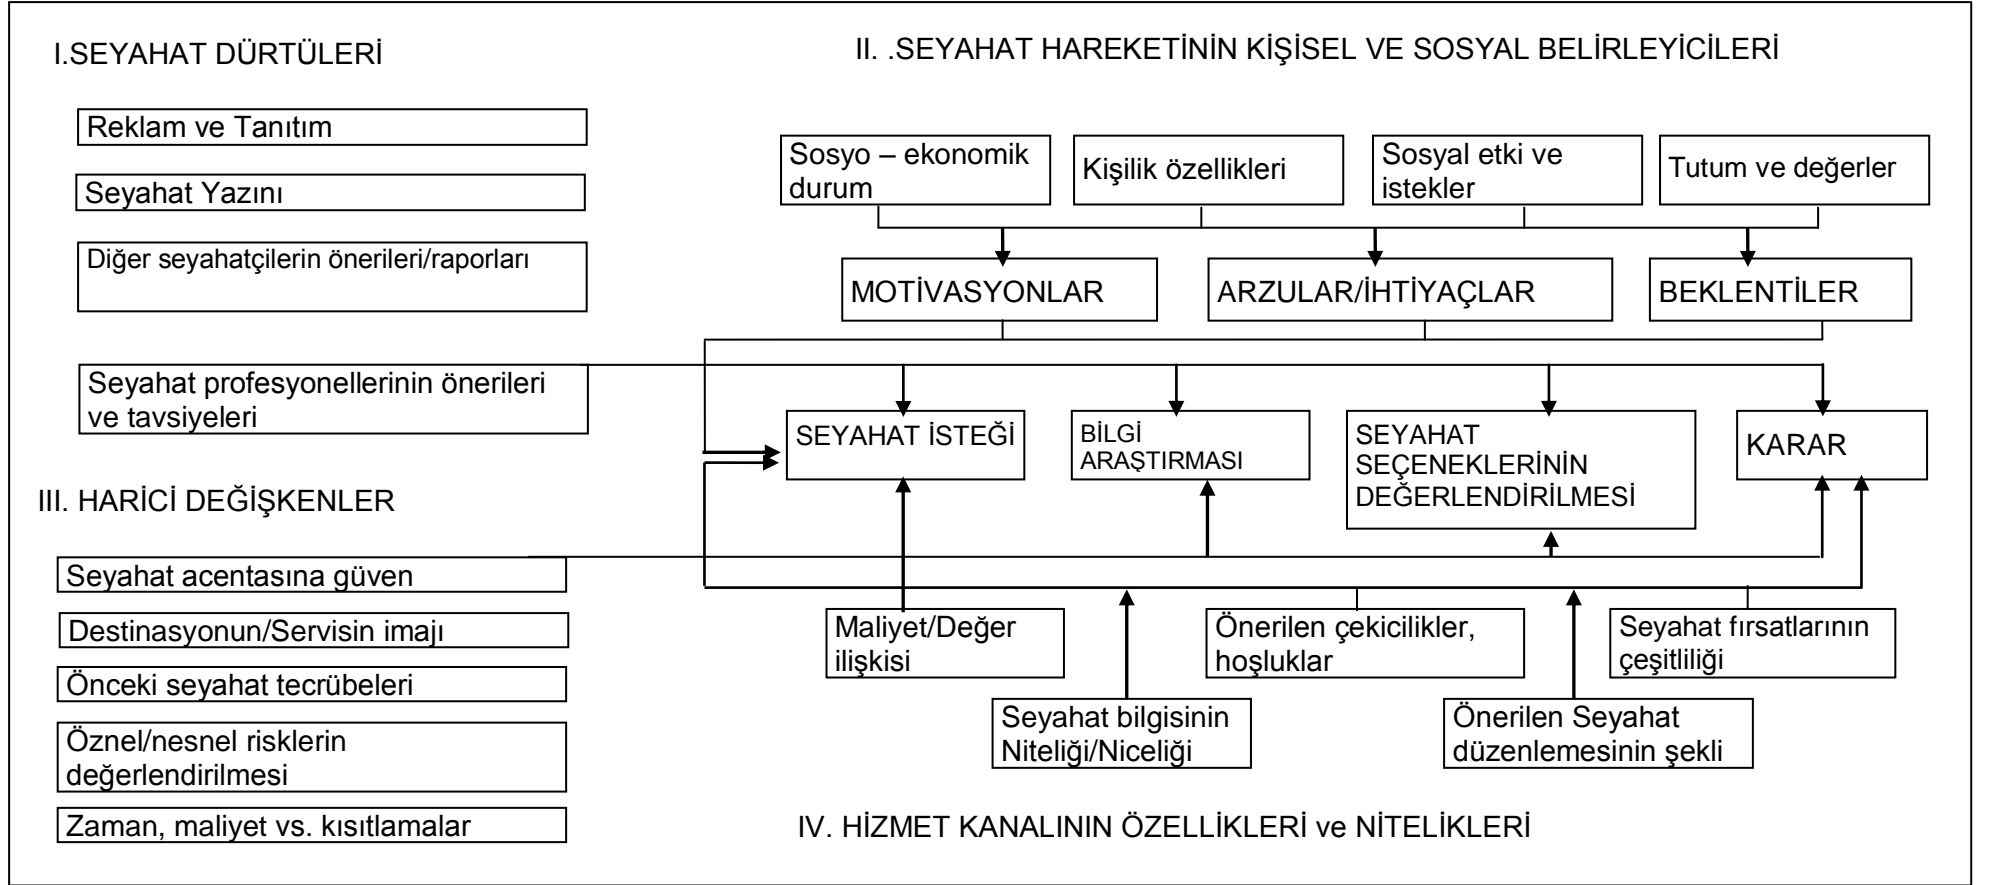 I.SEYAHAT DÜRTÜLERİ
Reklam ve Tanıtım
Seyahat Yazını
Diğer seyahatçilerin önerileri/raporları
Seyahat profesyonellerinin önerileri
ve tavsiyeleri
II. .SEYAHAT HAREKETİNİN KİŞİSEL VE SOSYAL BELİRLEYİCİLERİ
Sosyo – ekonomik
durum
Kişilik özellikleri
Sosyal etki ve
istekler
Tutum ve değerler
MOTİVASYONLAR
ARZULAR/İHTİYAÇLAR
BEKLENTİLER
SEYAHAT İSTEĞİ
BİLGİ
ARAŞTIRMASI
SEYAHAT
SEÇENEKLERİNİN
DEĞERLENDİRİLMESİ
KARAR
III. HARİCİ DEĞİŞKENLER
Seyahat acentasına güven
Destinasyonun/Servisin imajı
Önceki seyahat tecrübeleri
Öznel/nesnel risklerin
değerlendirilmesi
Zaman, maliyet vs. kısıtlamalar
Maliyet/Değer
ilişkisi
Önerilen çekicilikler,
hoşluklar
Seyahat fırsatlarının
çeşitliliği
Seyahat bilgisinin
Niteliği/Niceliği
Önerilen Seyahat
düzenlemesinin şekli
IV. HİZMET KANALININ ÖZELLİKLERİ ve NİTELİKLERİ